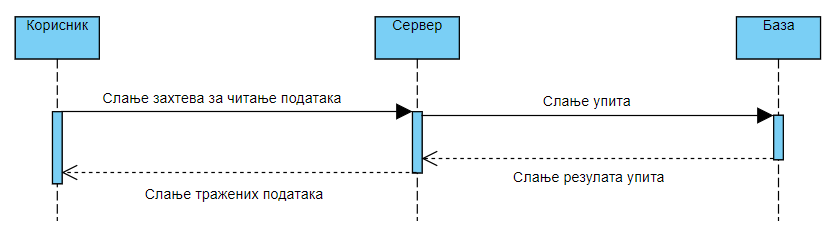 Корисник
Сервер
База
Слање захтева за читање података
Слање упита
Слање резулата упита
Слање тражених података